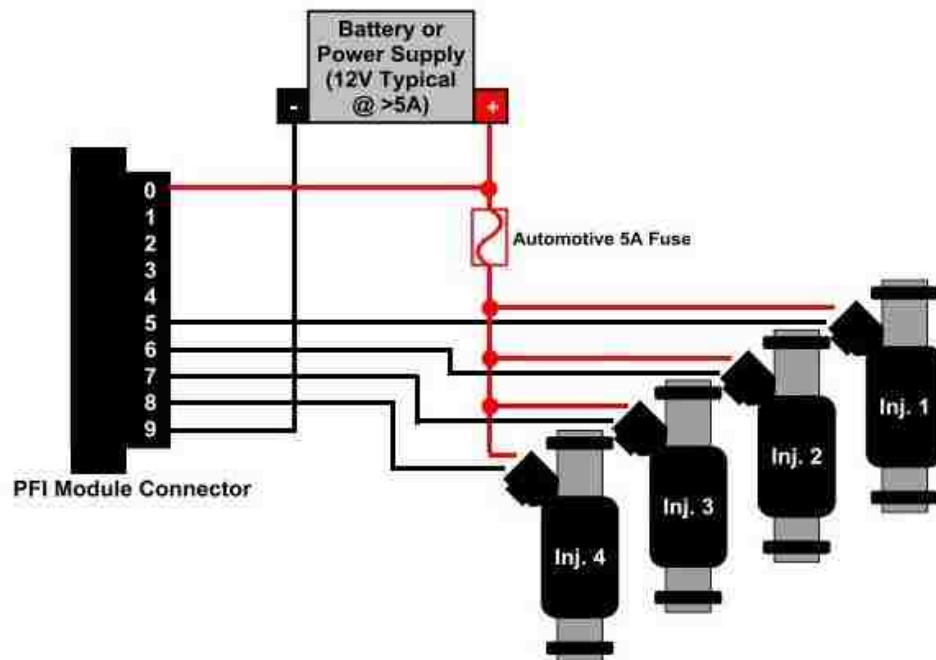 Battery or
Power Supply
(12V Typical
@ >5A)
-
+
0
1
2
3
4
5
6
7
8
9
Automotive 5A Fuse
PFI Module Connector
Inj. 1
Inj. 2
Inj. 3
Inj. 4